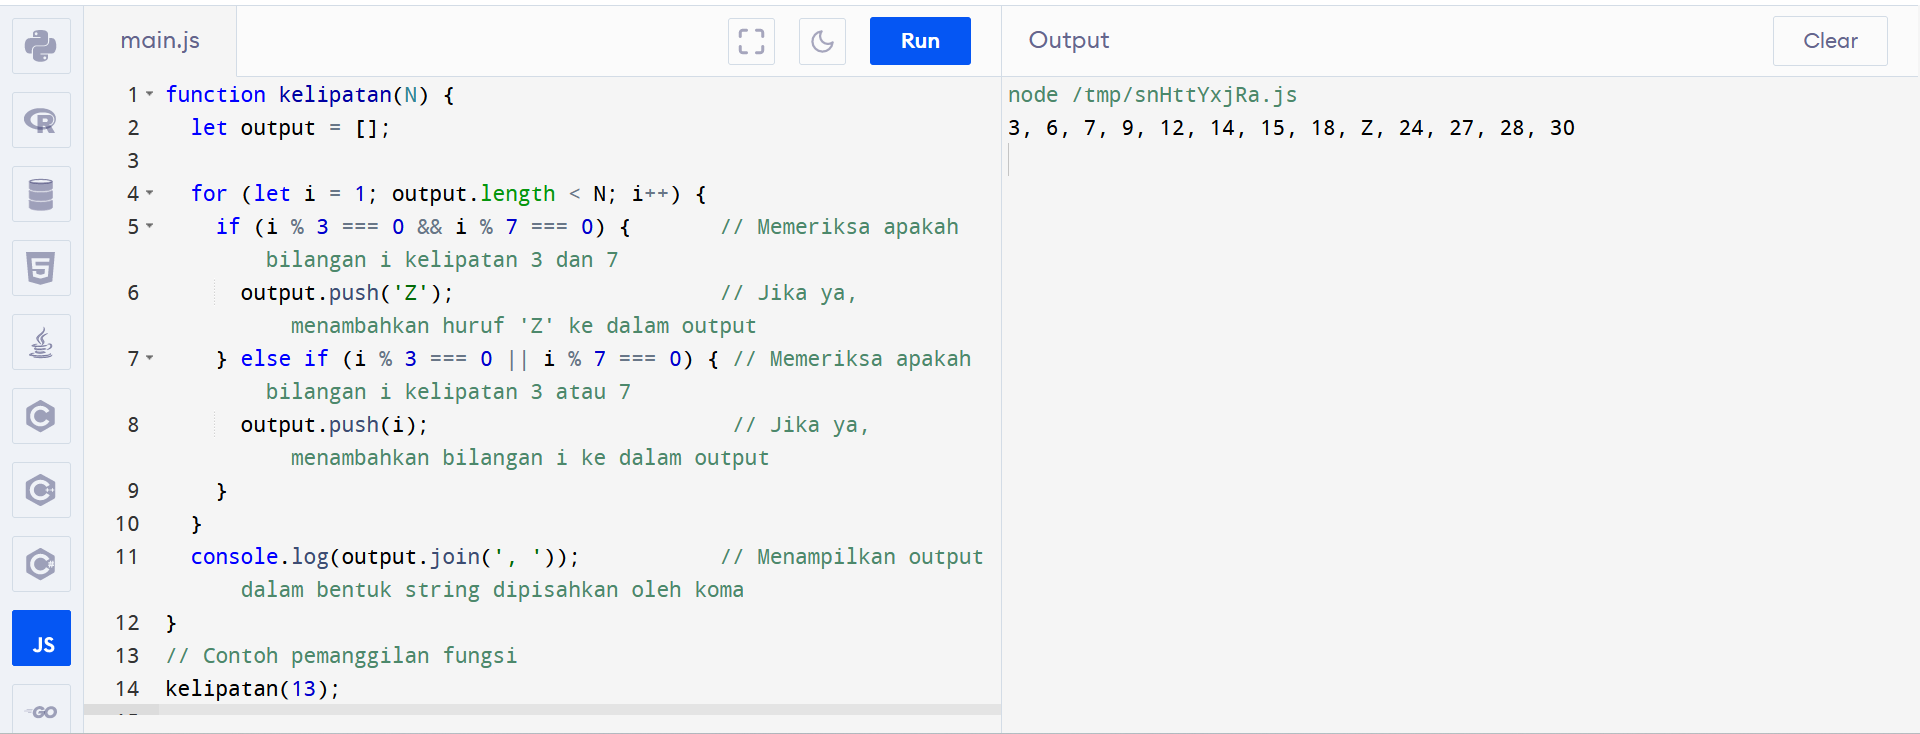 main.js
Run
Output
Clear
1 function kelipatan(N) {
2 let output = [];
3
4 for (let i = 1; output.length < N; i++) {
5 if (i % 3 === 0 && i % 7 === 0) { // Memeriksa apakah
bilangan i kelipatan 3 dan 7
6 output.push('Z'); // Jika ya,
menambahkan huruf 'Z' ke dalam output
7 } else if (i % 3 === 0 || i % 7 === 0) { // Memeriksa apakah
bilangan i kelipatan 3 atau 7
8 output.push(i); // Jika ya,
menambahkan bilangan i ke dalam output
9 }
10 }
11 console.log(output.join(', ')); // Menampilkan output
dalam bentuk string dipisahkan oleh koma
12 }
13 // Contoh pemanggilan fungsi
14 kelipatan(13);
node /tmp/snHttYxjRa.js
3, 6, 7, 9, 12, 14, 15, 18, Z, 24, 27, 28, 30
R
5
C
C++
C#
JS
GO